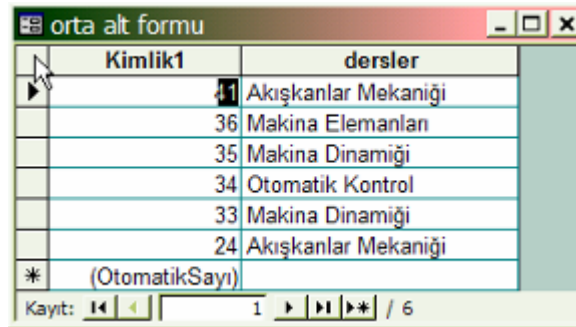 orta alt formu
Kimlik1 dersler
41 Akışkanlar Mekaniği
36 Makina Elemanları
35 Makina Dinamiği
34 Otomatik Kontrol
33 Makina Dinamiği
24 Akışkanlar Mekaniği
(OtomatikSayı)
Kayıt: 1 / 6